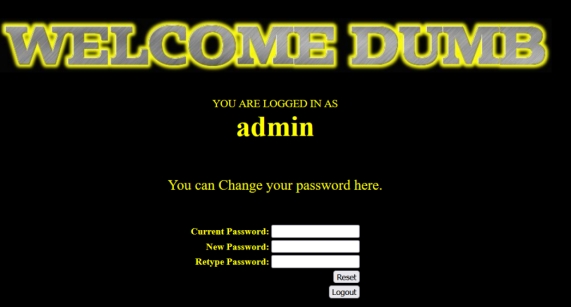 WELCOME DUMB
YOU ARE LOGGED IN AS
admin
You can Change your password here.
Current Password:
New Password:
Retype Password:
Reset
Logout